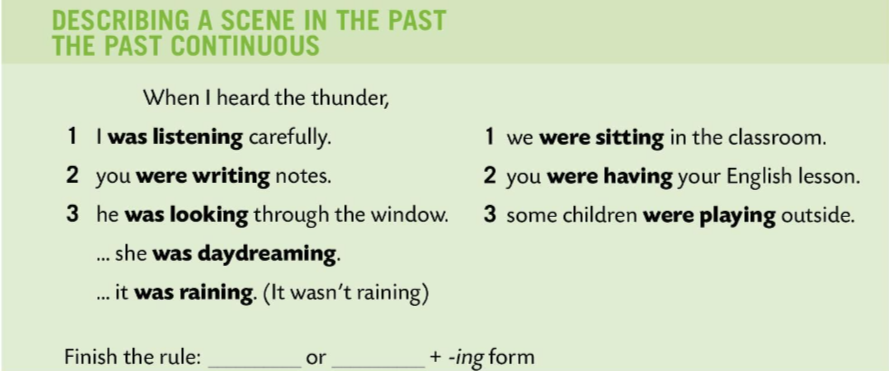 DESCRIBING A SCENE IN THE PAST
THE PAST CONTINUOUS
When I heard the thunder,
1 I was listening carefully.
2 you were writing notes.
3 he was looking through the window.
... she was daydreaming.
... it was raining. (It wasn't raining)
1 we were sitting in the classroom.
2 you were having your English lesson.
3 some children were playing outside.
Finish the rule: ________ or ________ + -ing form